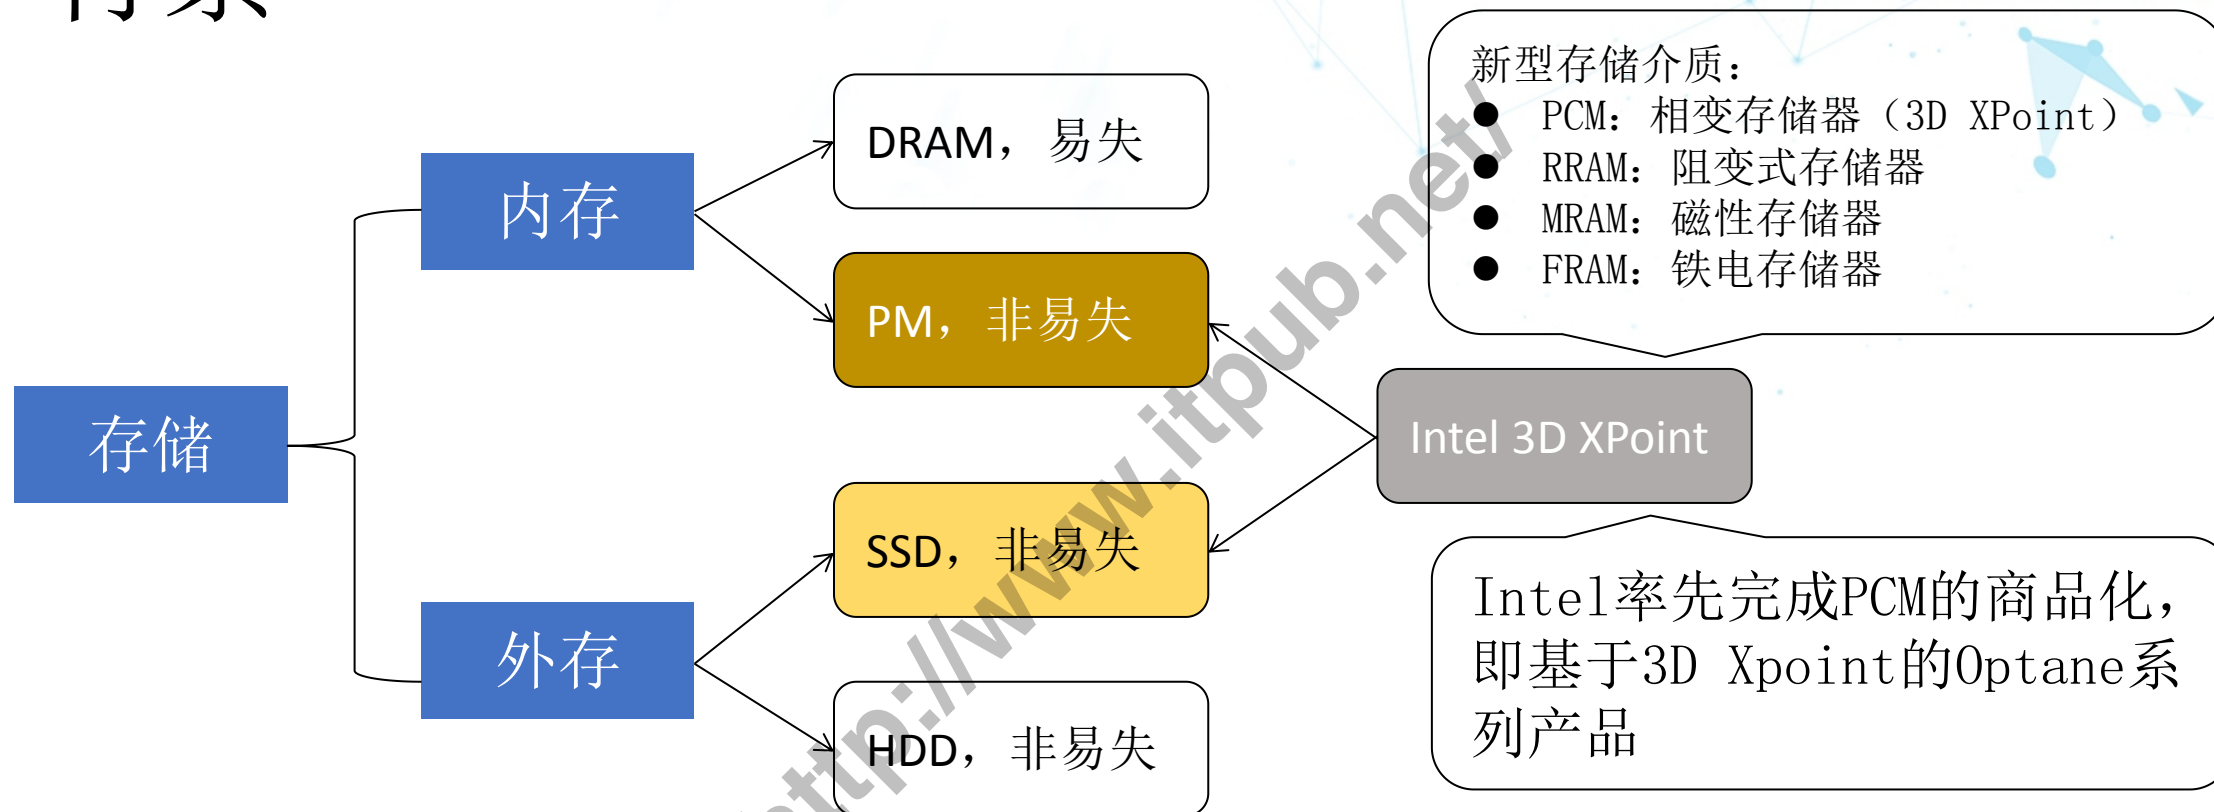 背景
存储
内存
外存
DRAM，易失
PM，非易失
SSD，非易失
HDD，非易失
Intel 3D XPoint
新型存储介质：
● PCM：相变存储器（3D XPoint）
● RRAM：阻变式存储器
● MRAM：磁性存储器
● FRAM：铁电存储器
Intel率先完成PCM的商品化，
即基于3D Xpoint的Optane系
列产品
http://www.itpub.net/